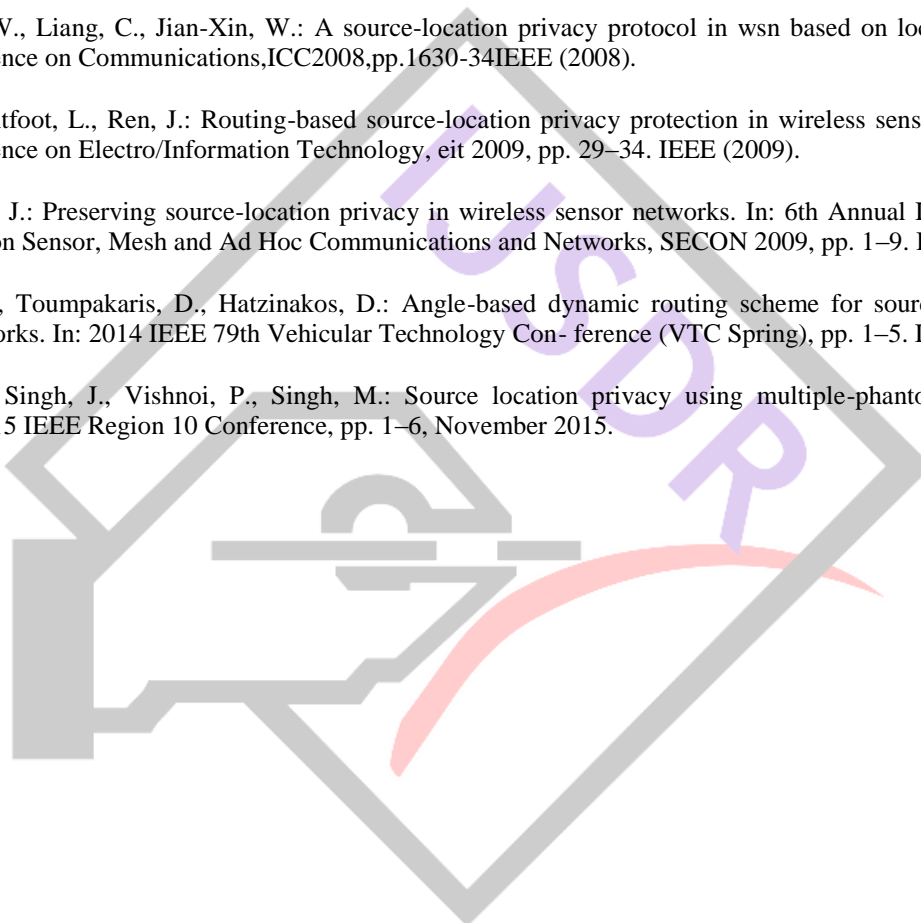 V., Liang, C., Jian-Xin, W.: A source-location privacy protocol in wsn based on loc
ence on Communications,ICC2008,pp.1630-34IEEE (2008).
tfoot, L., Ren, J.: Routing-based source-location privacy protection in wireless sens
ence on Electro/Information Technology, eit 2009, pp. 29–34. IEEE (2009).
J.: Preserving source-location privacy in wireless sensor networks. In: 6th Annual I
on Sensor, Mesh and Ad Hoc Communications and Networks, SECON 2009, pp. 1–9. I
, Toumpakaris, D., Hatzinakos, D.: Angle-based dynamic routing scheme for sourc
orks. In: 2014 IEEE 79th Vehicular Technology Con- ference (VTC Spring), pp. 1–5. I
Singh, J., Vishnoi, P., Singh, M.: Source location privacy using multiple-phanto
15 IEEE Region 10 Conference, pp. 1–6, November 2015.
IJSDR